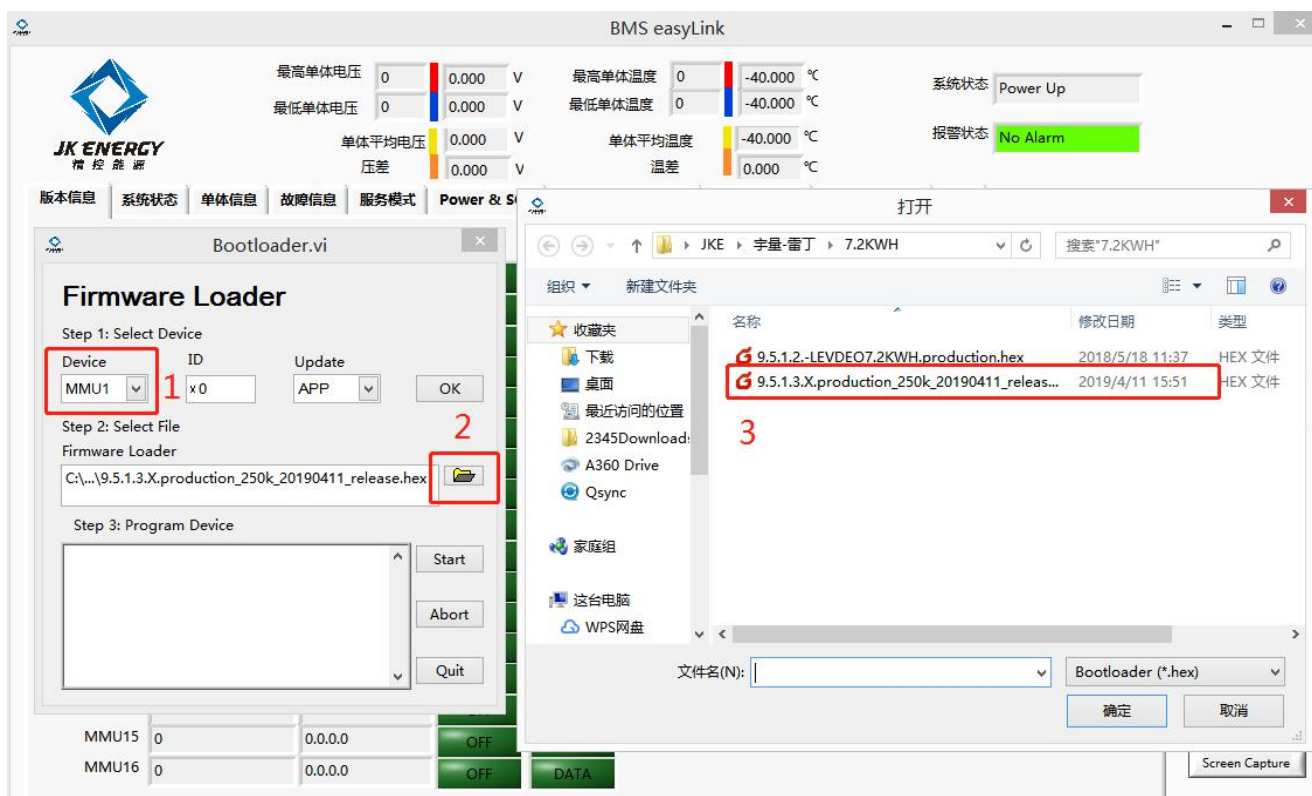 BMS easyLink
最高单体电压 0 0.000 V 最高单体温度 0 -40.000 ℃ 系统状态 Power Up
最低单体电压 0 0.000 V 最低单体温度 0 -40.000 ℃
单体平均电压 0.000 V 单体平均温度 -40.000 ℃ 报警状态 No Alarm
压差 0.000 V 温差 0.000 ℃
JK ENERGY
精控能源
版本信息 系统状态 单体信息 故障信息 服务模式 Power &
Bootloader.vi
Firmware Loader
Step 1: Select Device
Device ID Update
MMU1 1 x 0 APP OK
Step 2: Select File
2
Firmware Loader
C:\...\9.5.1.3.X.production_250k_20190411_release.hex
Step 3: Program Device
Start
Abort
Quit
MMU15 0 0.0.0.0 OFF
MMU16 0 0.0.0.0 OFF DATA
打开
JKE 宇量-雷丁 7.2KWH 搜索"7.2KWH"
组织 新建文件夹
收藏夹
下载
桌面
最近访问的位置
2345Downloads
A360 Drive
Qsync
家庭组
这台电脑
WPS网盘
名称 修改日期 类型
9.5.1.2.-LEVDEO7.2KWH.production.hex 2018/5/18 11:37 HEX 文件
9.5.1.3.X.production_250k_20190411_releas... 2019/4/11 15:51 HEX 文件
3
文件名(N): Bootloader (*.hex)
确定 取消
Screen Capture